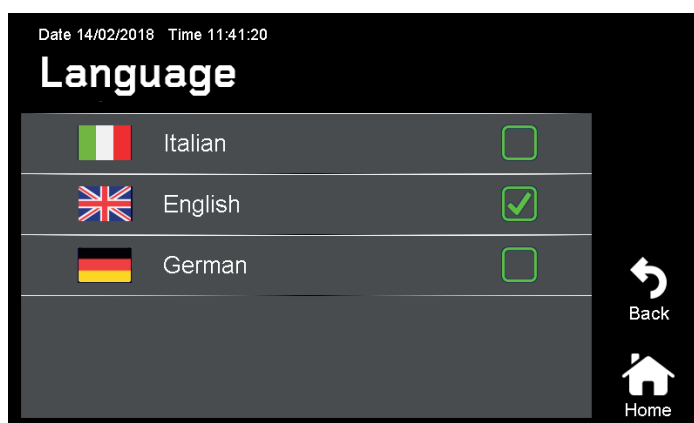 Date 14/02/2018 Time 11:41:20
Language
Italian
English
German
Back
Home